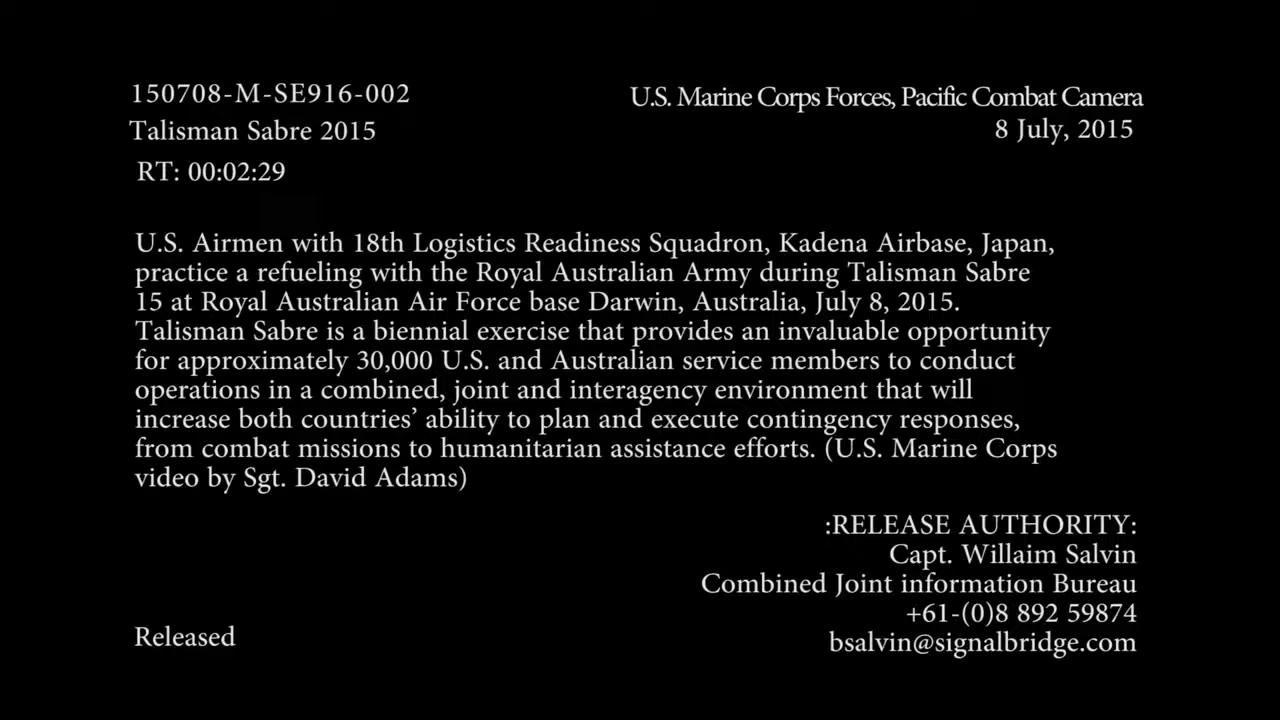 150708-M-SE916-002
Talisman Sabre 2015
RT: 00:02:29
U.S. Marine Corps Forces, Pacific Combat Camera
8 July, 2015
U.S. Airmen with 18th Logistics Readiness Squadron, Kadena Airbase, Japan,
practice a refueling with the Royal Australian Army during Talisman Sabre
15 at Royal Australian Air Force base Darwin, Australia, July 8, 2015.
Talisman Sabre is a biennial exercise that provides an invaluable opportunity
for approximately 30,000 U.S. and Australian service members to conduct
operations in a combined, joint and interagency environment that will
increase both countries’ ability to plan and execute contingency responses,
from combat missions to humanitarian assistance efforts. (U.S. Marine Corps
video by Sgt. David Adams)
:RELEASE AUTHORITY:
Capt. Willaim Salvin
Combined Joint information Bureau
+61-(0)8 892 59874
bsalvin@signalbridge.com
Released